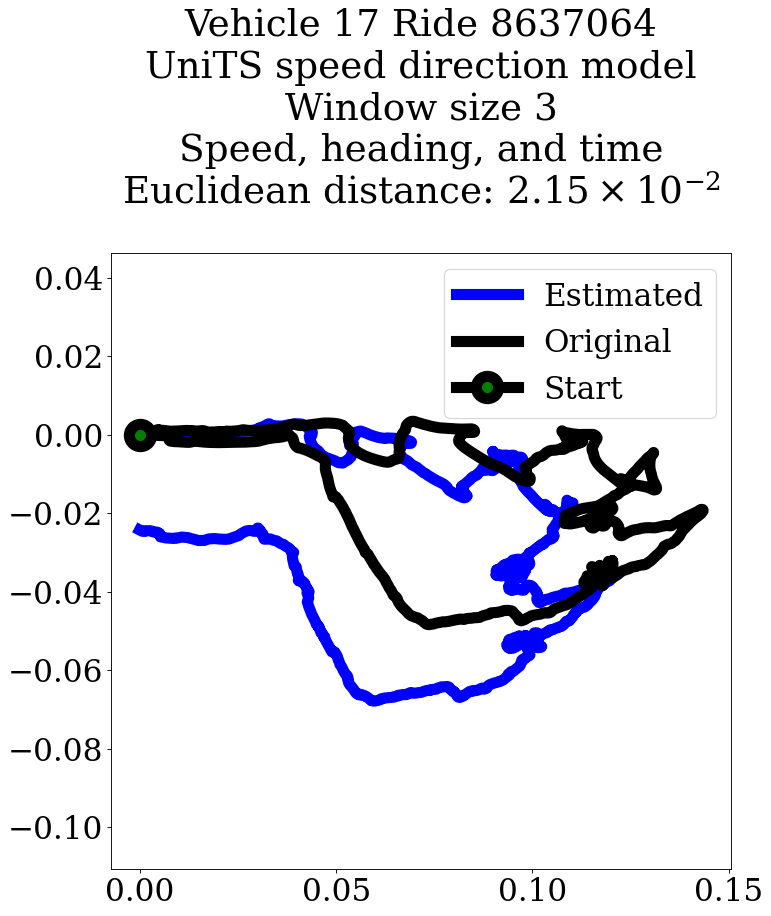 Vehicle 17 Ride 8637064
UniTS speed direction model
Window size 3
Speed, heading, and time
Euclidean distance: 2.15 × 10⁻²
Estimated
Original
Start
0.04
0.02
0.00
−0.02
−0.04
−0.06
−0.08
−0.10
0.00 0.05 0.10 0.15